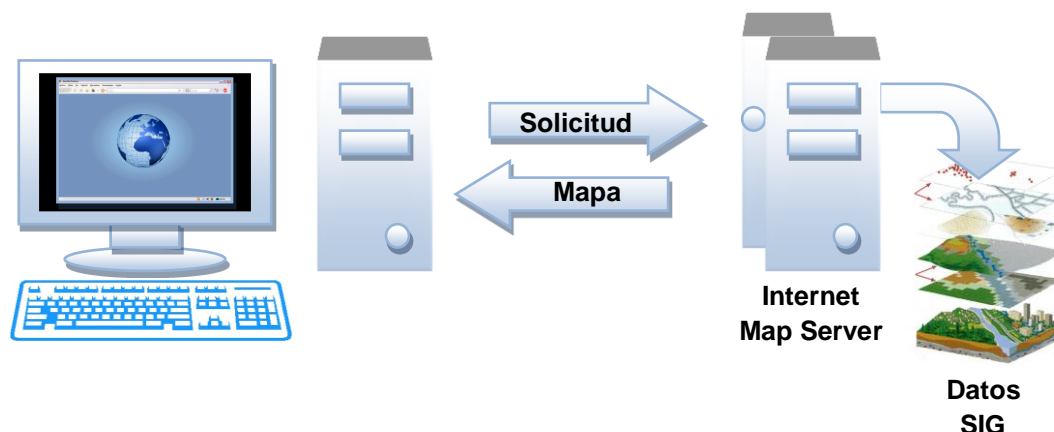 Solicitud
Mapa
Internet
Map Server
Datos
SIG